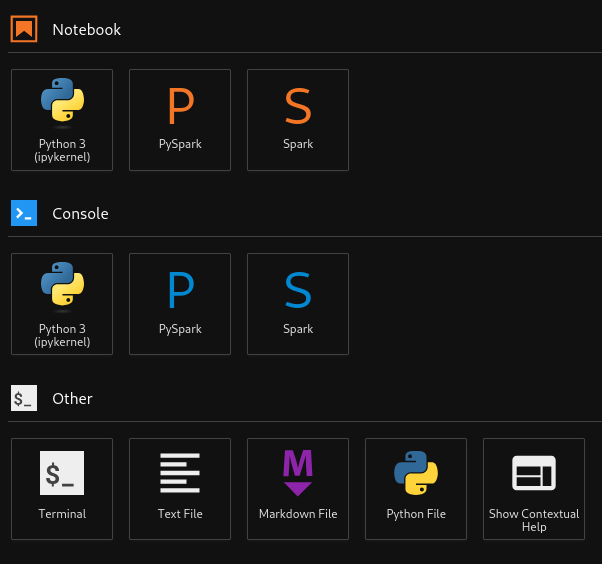 Notebook
Python 3
(ipykernel)
P
PySpark
S
Spark
Console
Python 3
(ipykernel)
P
PySpark
S
Spark
$_
Other
$_
Terminal
Text File
M
Markdown File
Python File
Show Contextual
Help